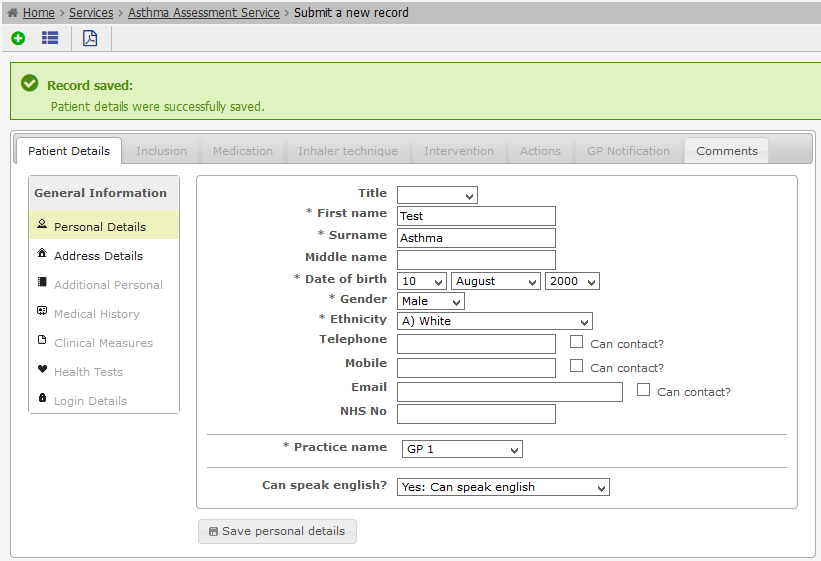 Home > Services > Asthma Assessment Service > Submit a new record
Record saved:
Patient details were successfully saved.
Patient Details Inclusion Medication Inhaler technique Intervention Actions GP Notification Comments
General Information
Personal Details
Address Details
Additional Personal
Medical History
Clinical Measures
Health Tests
Login Details
Title
* First name Test
* Surname Asthma
Middle name
* Date of birth 10 August 2000
* Gender Male
* Ethnicity A) White
Telephone Can contact?
Mobile Can contact?
Email Can contact?
NHS No
* Practice name GP 1
Can speak english? Yes: Can speak english
Save personal details